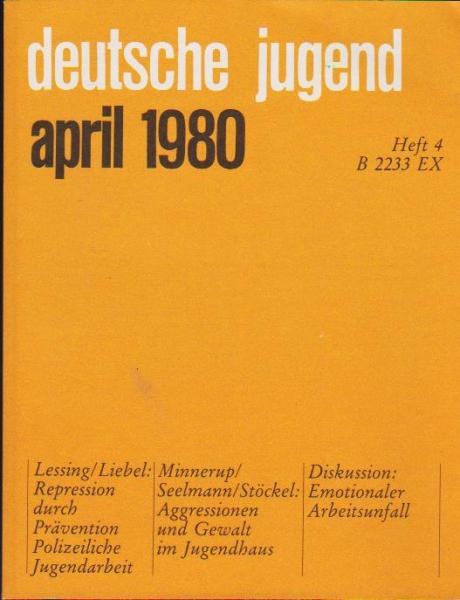 deutsche jugend
april 1980
Heft 4
B 2233 EX
Lessing/Liebel:
Repression
durch
Prävention
Polizeiliche
Jugendarbeit
Minnerup/
Seelmann/Stöckel:
Aggressionen
und Gewalt
im Jugendhaus
Diskussion:
Emotionaler
Arbeitsunfall